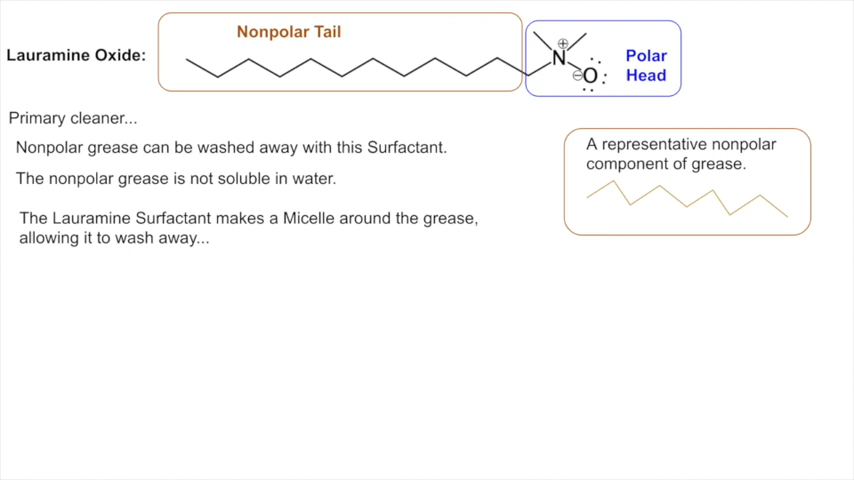 Nonpolar Tail
Lauramine Oxide:
N
⊕
⊖
O
Polar
Head
Primary cleaner...
Nonpolar grease can be washed away with this Surfactant.
The nonpolar grease is not soluble in water.
The Lauramine Surfactant makes a Micelle around the grease,
allowing it to wash away...
A representative nonpolar
component of grease.